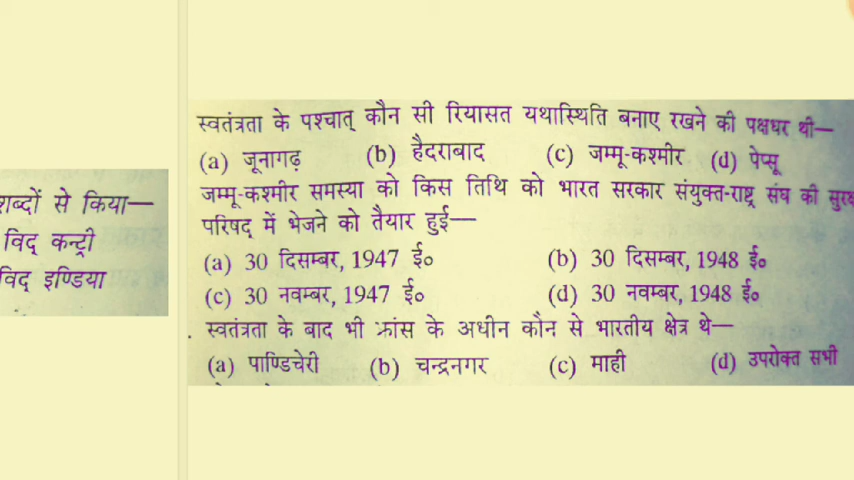 शब्दों से किया—
विद् कन्ट्री
विद् इण्डिया
स्वतंत्रता के पश्चात् कौन सी रियासत यथास्थिति बनाए रखने की पक्षधर थी—
(a) जूनागढ़ (b) हैदराबाद (c) जम्मू-कश्मीर (d) पेप्सू
जम्मू-कश्मीर समस्या को किस तिथि को भारत सरकार संयुक्त-राष्ट्र संघ की
परिषद् में भेजने को तैयार हुई—
(a) 30 दिसम्बर, 1947 ई० (b) 30 दिसम्बर, 1948 ई०
(c) 30 नवम्बर, 1947 ई० (d) 30 नवम्बर, 1948 ई०
स्वतंत्रता के बाद भी फ्रांस के अधीन कौन से भारतीय क्षेत्र थे—
(a) पाण्डिचेरी (b) चन्द्रनगर (c) माही (d) उपरोक्त सभी